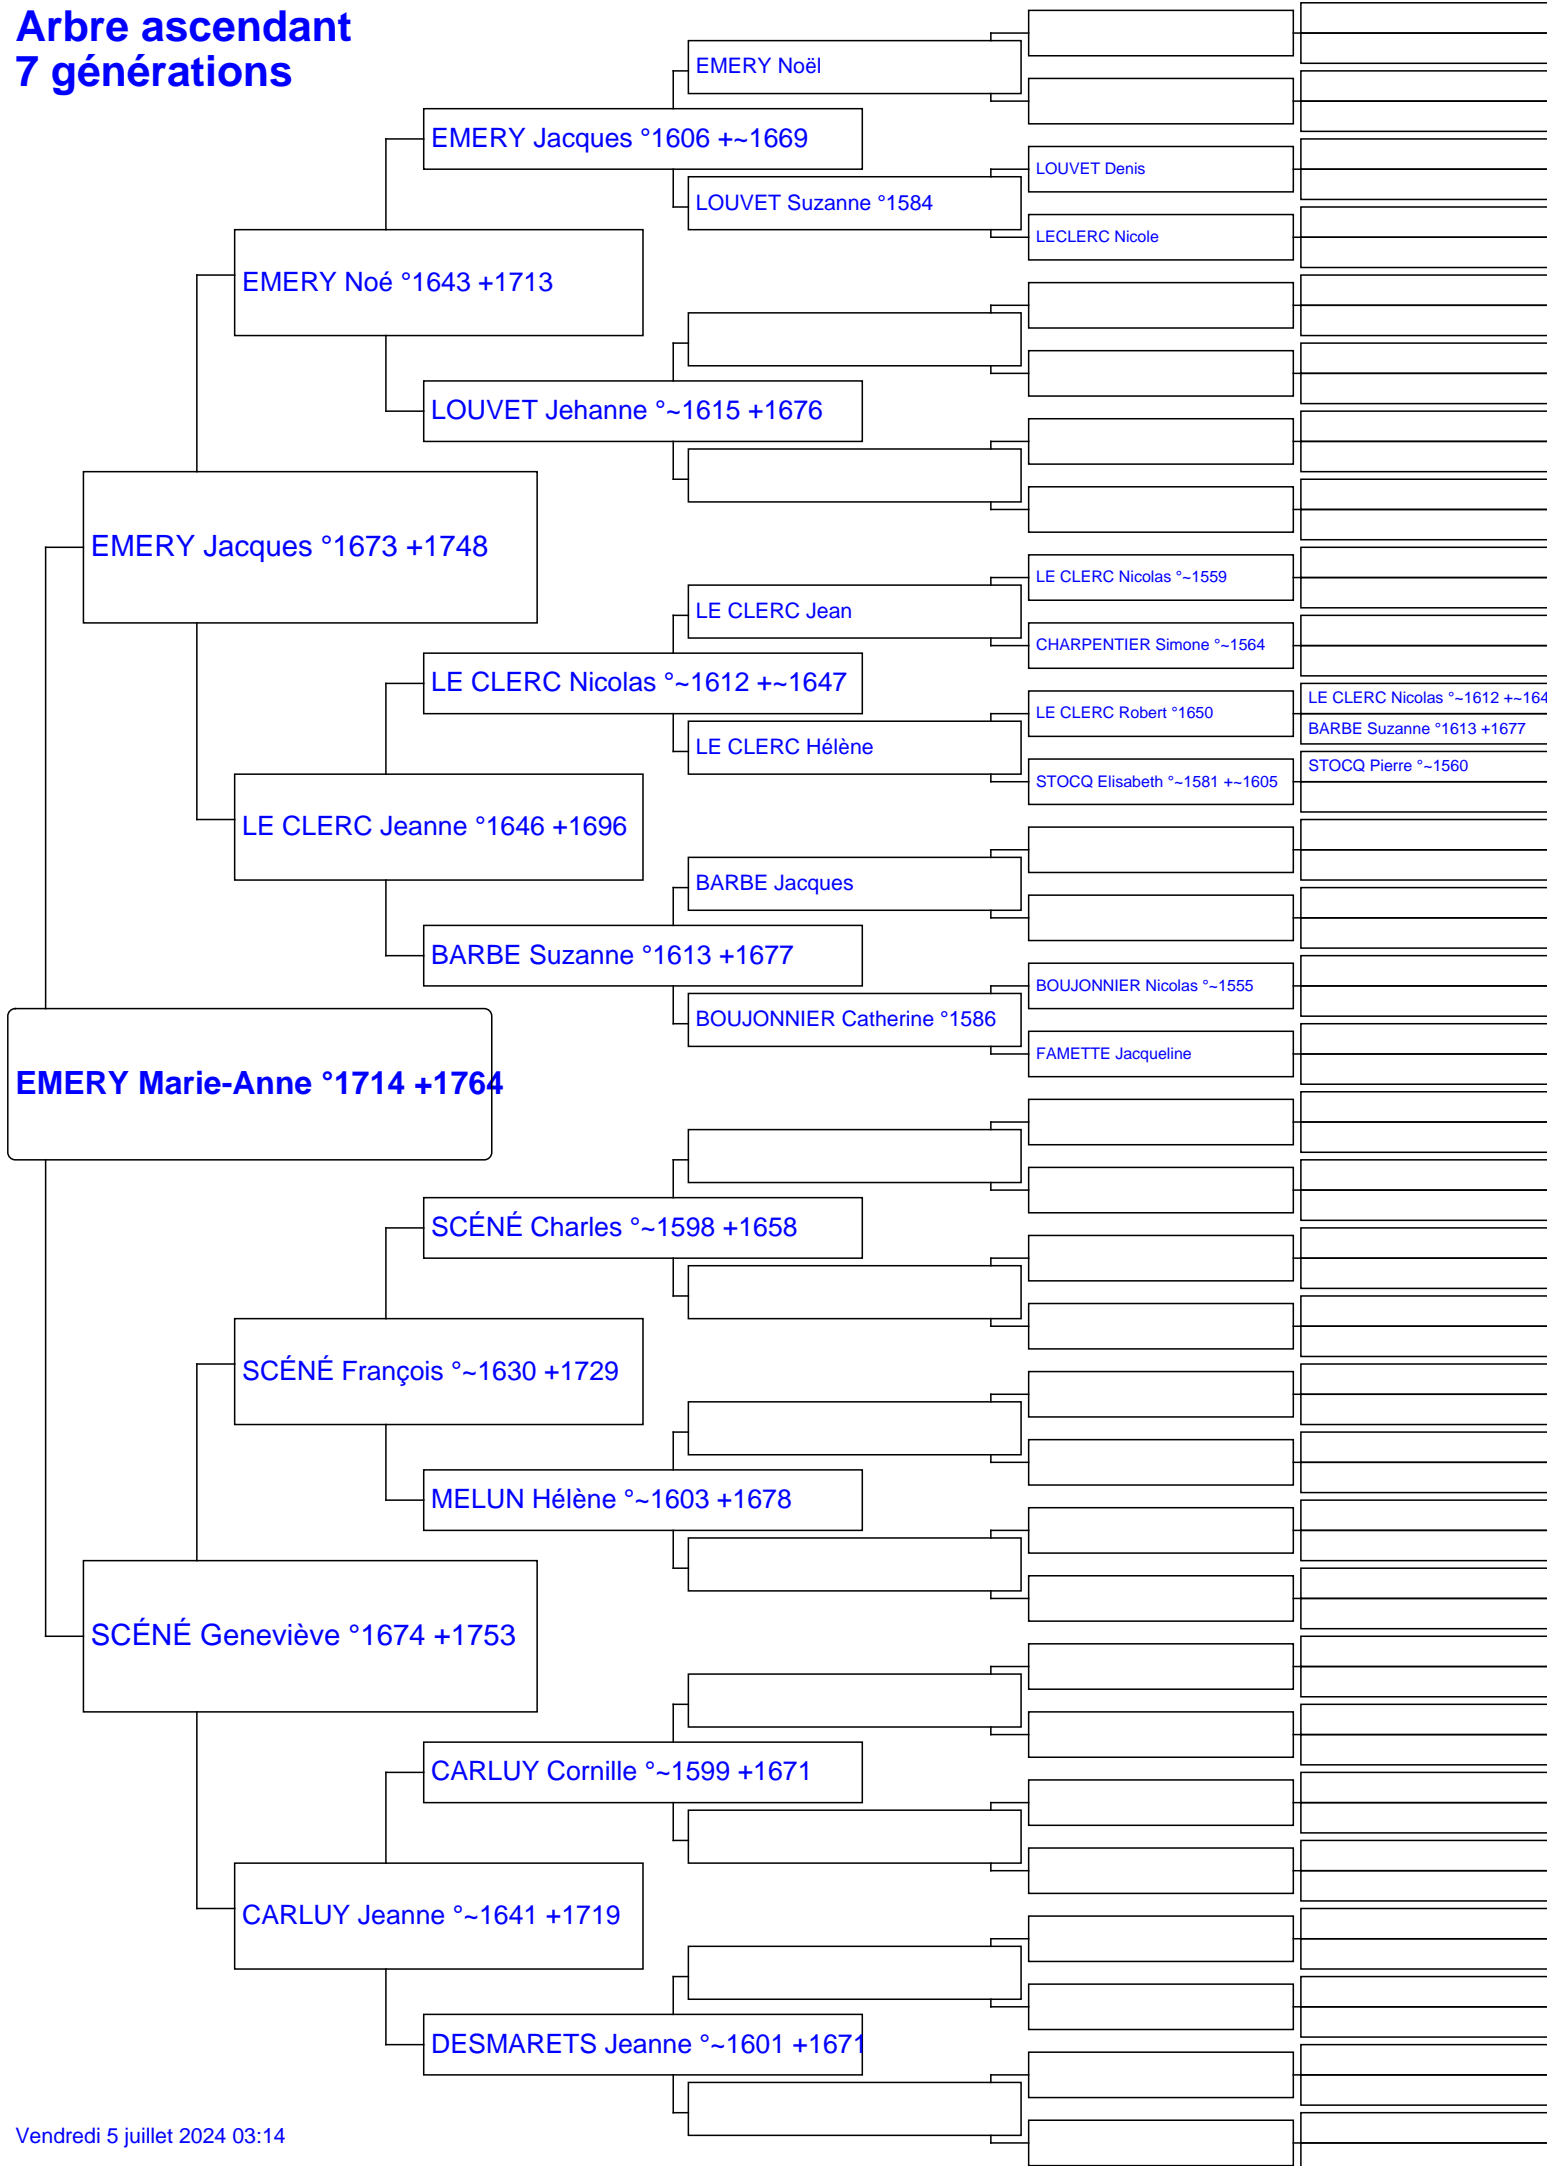 Arbre ascendant
7 générations
EMERY Noël
EMERY Jacques °1606 +~1669
LOUVET Denis
LOUVET Suzanne °1584
LECLERC Nicole
EMERY Noé °1643 +1713
LOUVET Jehanne °~1615 +1676
EMERY Jacques °1673 +1748
LE CLERC Nicolas °~1559
LE CLERC Jean
CHARPENTIER Simone °~1564
LE CLERC Nicolas °~1612 +~1647
LE CLERC Nicolas °~1612 +~164
LE CLERC Robert °1650
BARBE Suzanne °1613 +1677
LE CLERC Hélène
STOCQ Pierre °~1560
STOCQ Elisabeth °~1581 +~1605
LE CLERC Jeanne °1646 +1696
BARBE Jacques
BARBE Suzanne °1613 +1677
BOUJONNIER Nicolas °~1555
BOUJONNIER Catherine °1586
FAMETTE Jacqueline
EMERY Marie-Anne °1714 +1764
SCÉNÉ Charles °~1598 +1658
SCÉNÉ François °~1630 +1729
MELUN Hélène °~1603 +1678
SCÉNÉ Geneviève °1674 +1753
CARLUY Cornille °~1599 +1671
CARLUY Jeanne °~1641 +1719
DESMARETS Jeanne °~1601 +1671
Vendredi 5 juillet 2024 03:14